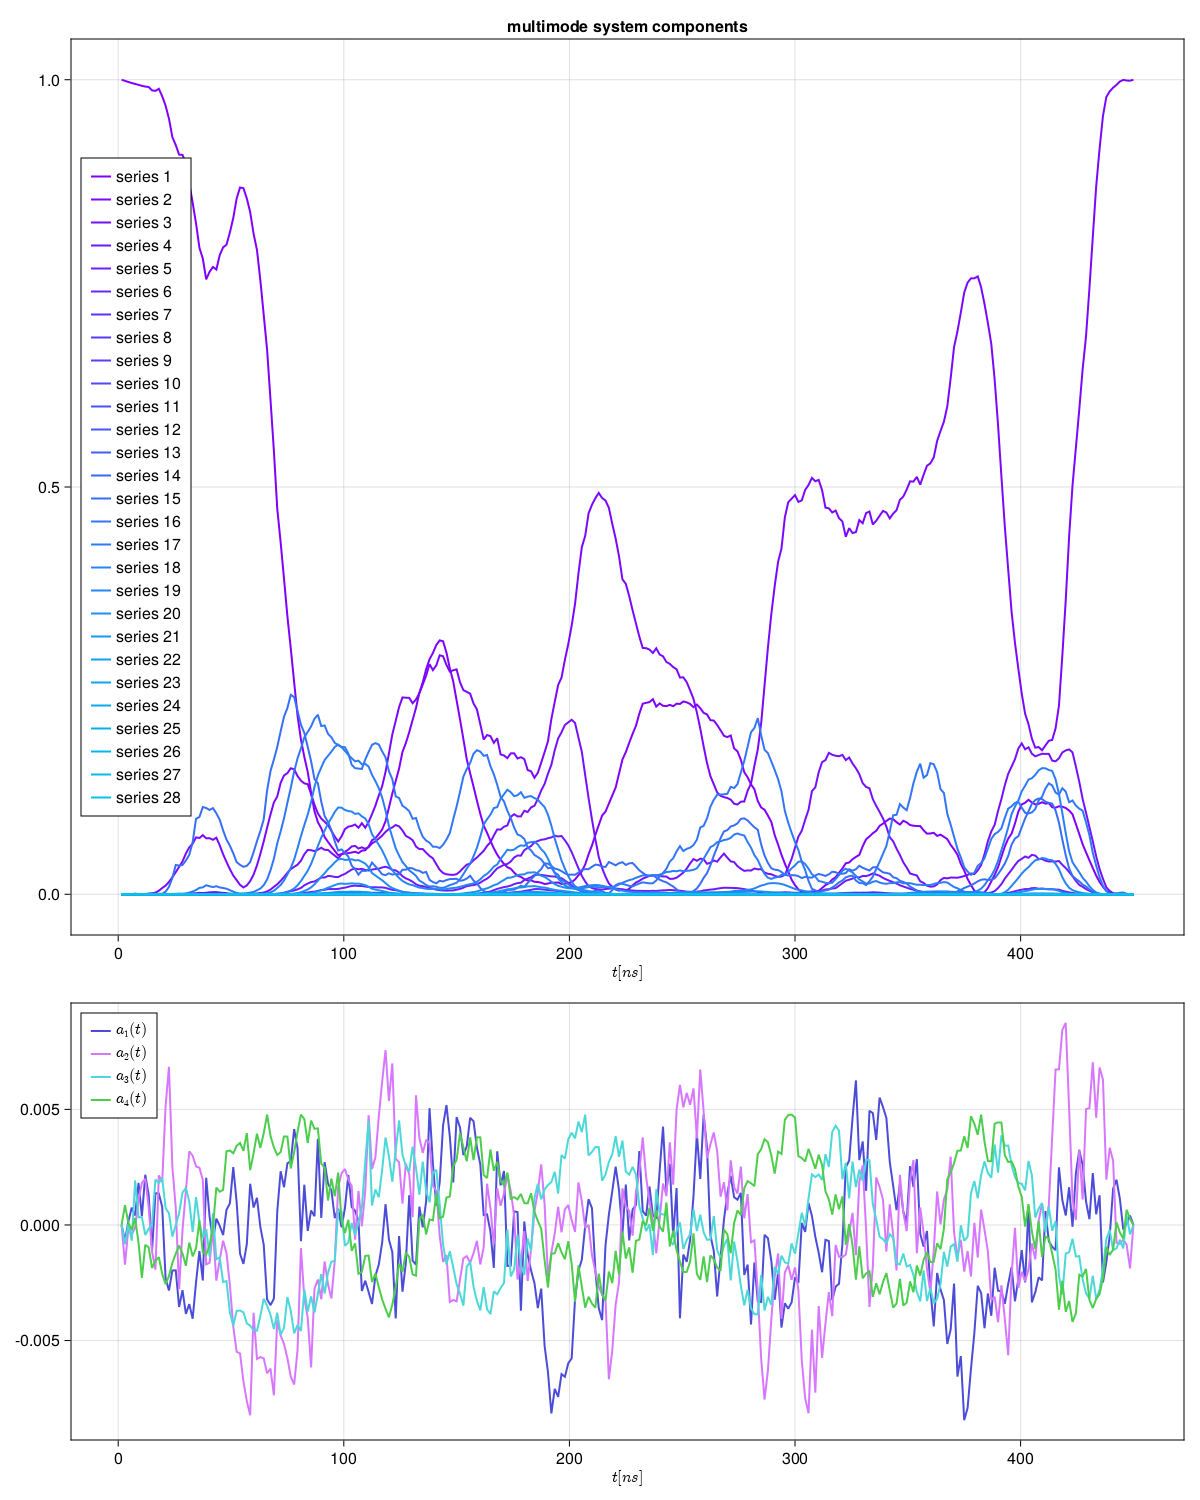 multimode system components
1.0
series 1
series 2
series 3
series 4
series 5
series 6
series 7
series 8
series 9
series 10
series 11
series 12
series 13
series 14
series 15
series 16
series 17
series 18
series 19
series 20
series 21
series 22
series 23
series 24
series 25
series 26
series 27
series 28
0.5
0.0
0 100 200 300 400
t[ns]
a₁(t)
a₂(t)
a₃(t)
a₄(t)
0.005
0.000
-0.005
0 100 200 300 400
t[ns]